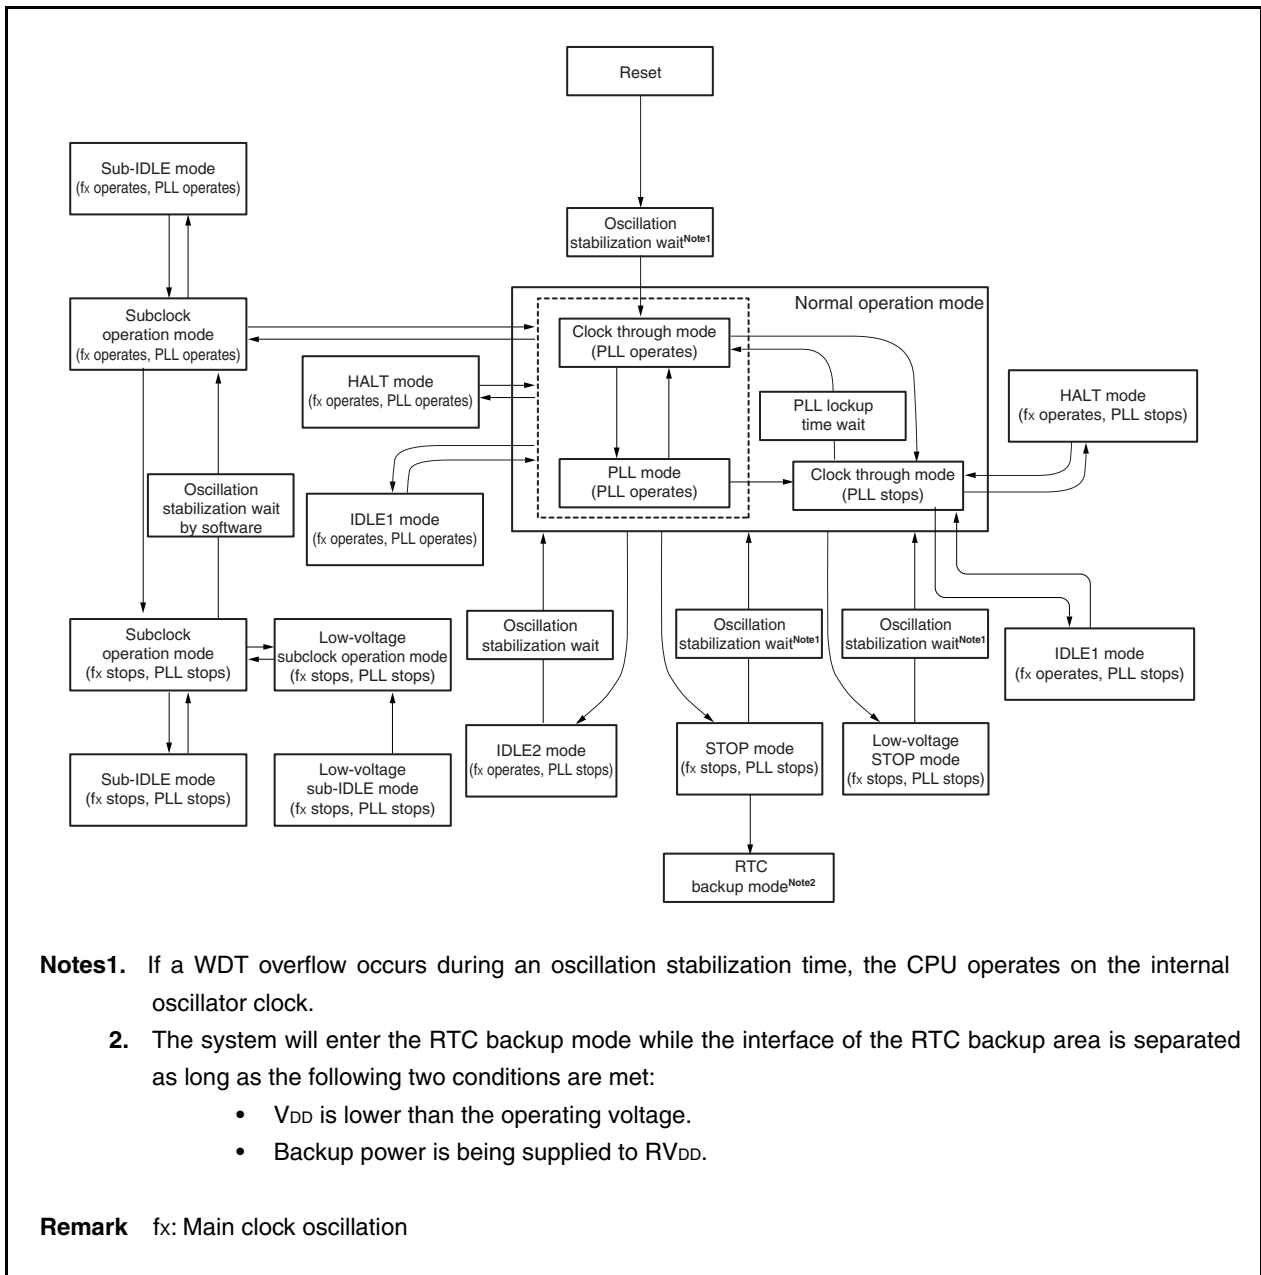 Reset
Sub-IDLE mode
(fx operates, PLL operates)
Oscillation
stabilization waitNote1
Normal operation mode
Subclock
operation mode
(fx operates, PLL operates)
Clock through mode
(PLL operates)
HALT mode
(fx operates, PLL operates)
PLL lockup
time wait
HALT mode
(fx operates, PLL stops)
PLL mode
(PLL operates)
Clock through mode
(PLL stops)
Oscillation
stabilization wait
by software
IDLE1 mode
(fx operates, PLL operates)
Subclock
operation mode
(fx stops, PLL stops)
Low-voltage
subclock operation mode
(fx stops, PLL stops)
Oscillation
stabilization wait
Oscillation
stabilization waitNote1
Oscillation
stabilization waitNote1
IDLE1 mode
(fx operates, PLL stops)
Sub-IDLE mode
(fx stops, PLL stops)
Low-voltage
sub-IDLE mode
(fx stops, PLL stops)
IDLE2 mode
(fx operates, PLL stops)
STOP mode
(fx stops, PLL stops)
Low-voltage
STOP mode
(fx stops, PLL stops)
RTC
backup modeNote2
Notes1. If a WDT overflow occurs during an oscillation stabilization time, the CPU operates on the internal
oscillator clock.
2. The system will enter the RTC backup mode while the interface of the RTC backup area is separated
as long as the following two conditions are met:
• VDD is lower than the operating voltage.
• Backup power is being supplied to RVDD.
Remark fx: Main clock oscillation